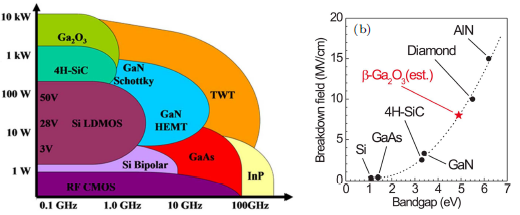 10 kW
1 kW
100 W
10 W
1 W
Ga₂O₃
4H-SiC
50V
28V
3V
Si LDMOS
GaN
Schottky
GaN
HEMT
TWT
Si Bipolar
GaAs
InP
RF CMOS
0.1 GHz
1.0 GHz
10 GHz
100GHz
(b)
Breakdown field (MV/cm)
20
15
10
5
0
AlN
Diamond
β-Ga₂O₃(est.)
4H-SiC
GaAs
Si
GaN
0 1 2 3 4 5 6 7
Bandgap (eV)